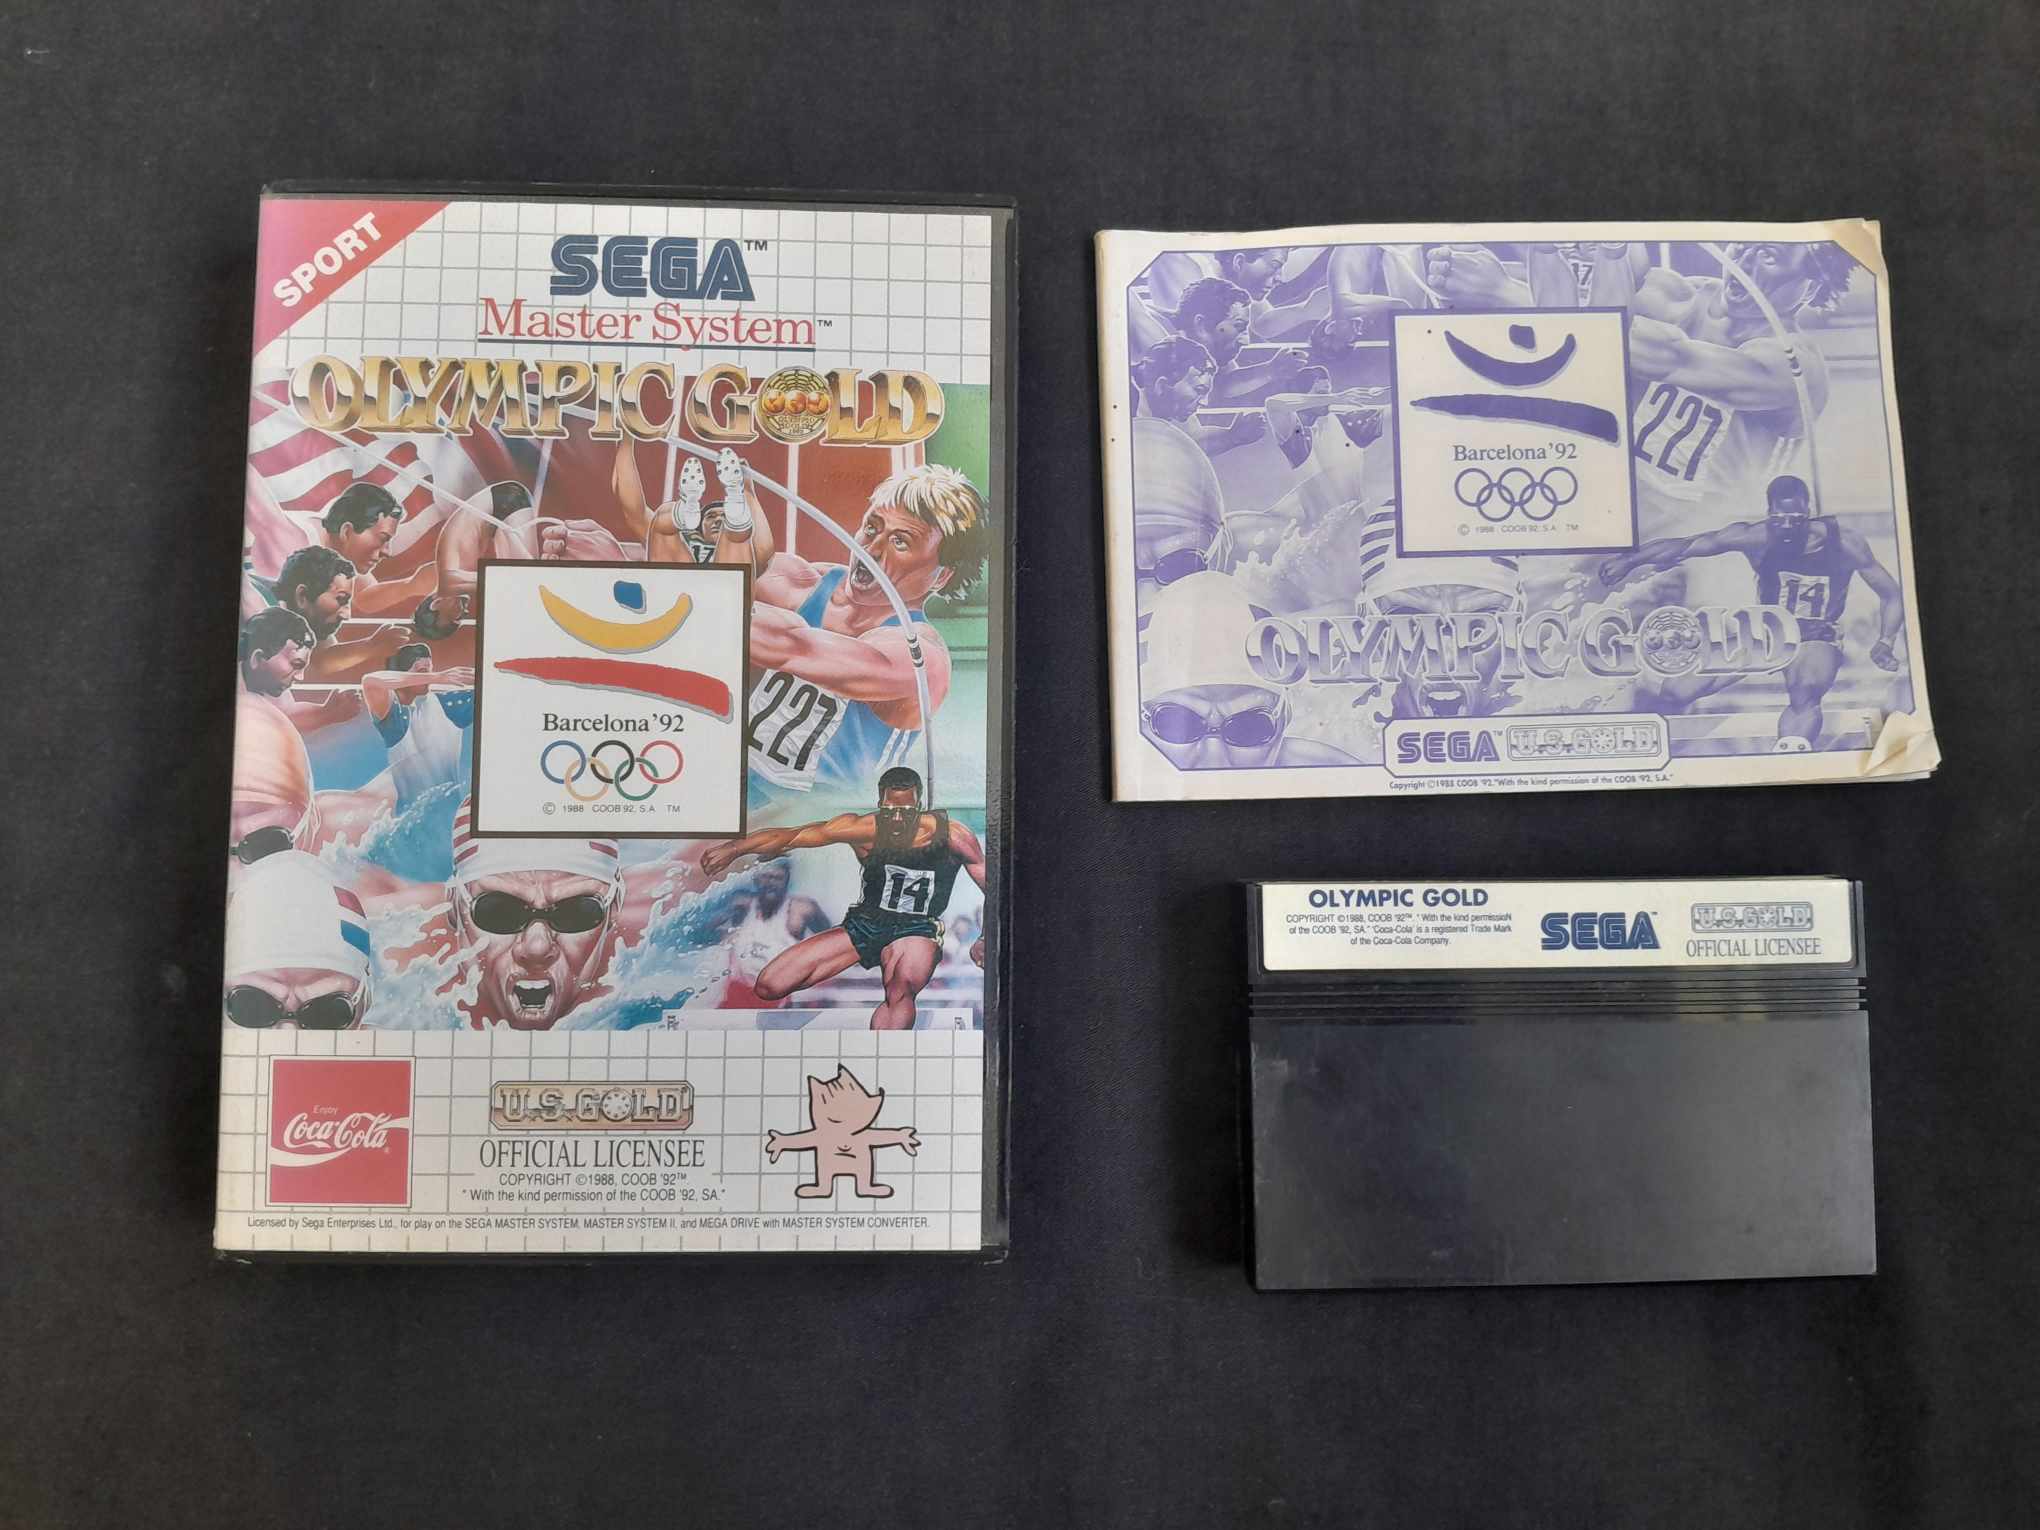 SPORT
SEGA™
Master System™
OLYMPIC GOLD
17
227
Barcelona '92
© 1988 COOB 92, S.A. TM
14
Enjoy
Coca-Cola
U.S. GOLD
OFFICIAL LICENSEE
COPYRIGHT ©1988, COOB '92™.
" With the kind permission of the COOB '92, SA."
Licensed by Sega Enterprises Ltd., for play on the SEGA MASTER SYSTEM, MASTER SYSTEM II, and MEGA DRIVE with MASTER SYSTEM CONVERTER.
17
227
Barcelona '92
© 1988 COOB 92, S.A. TM
14
OLYMPIC GOLD
SEGA™ U.S. GOLD
Copyright ©1988 COOB '92."With the kind permission of the COOB '92, S.A."
OLYMPIC GOLD
COPYRIGHT ©1988, COOB '92™. " With the kind permission
of the COOB '92, SA." 'Coca-Cola' is a registered Trade Mark
of the Coca-Cola Company.
SEGA™
U.S. GOLD
OFFICIAL LICENSEE